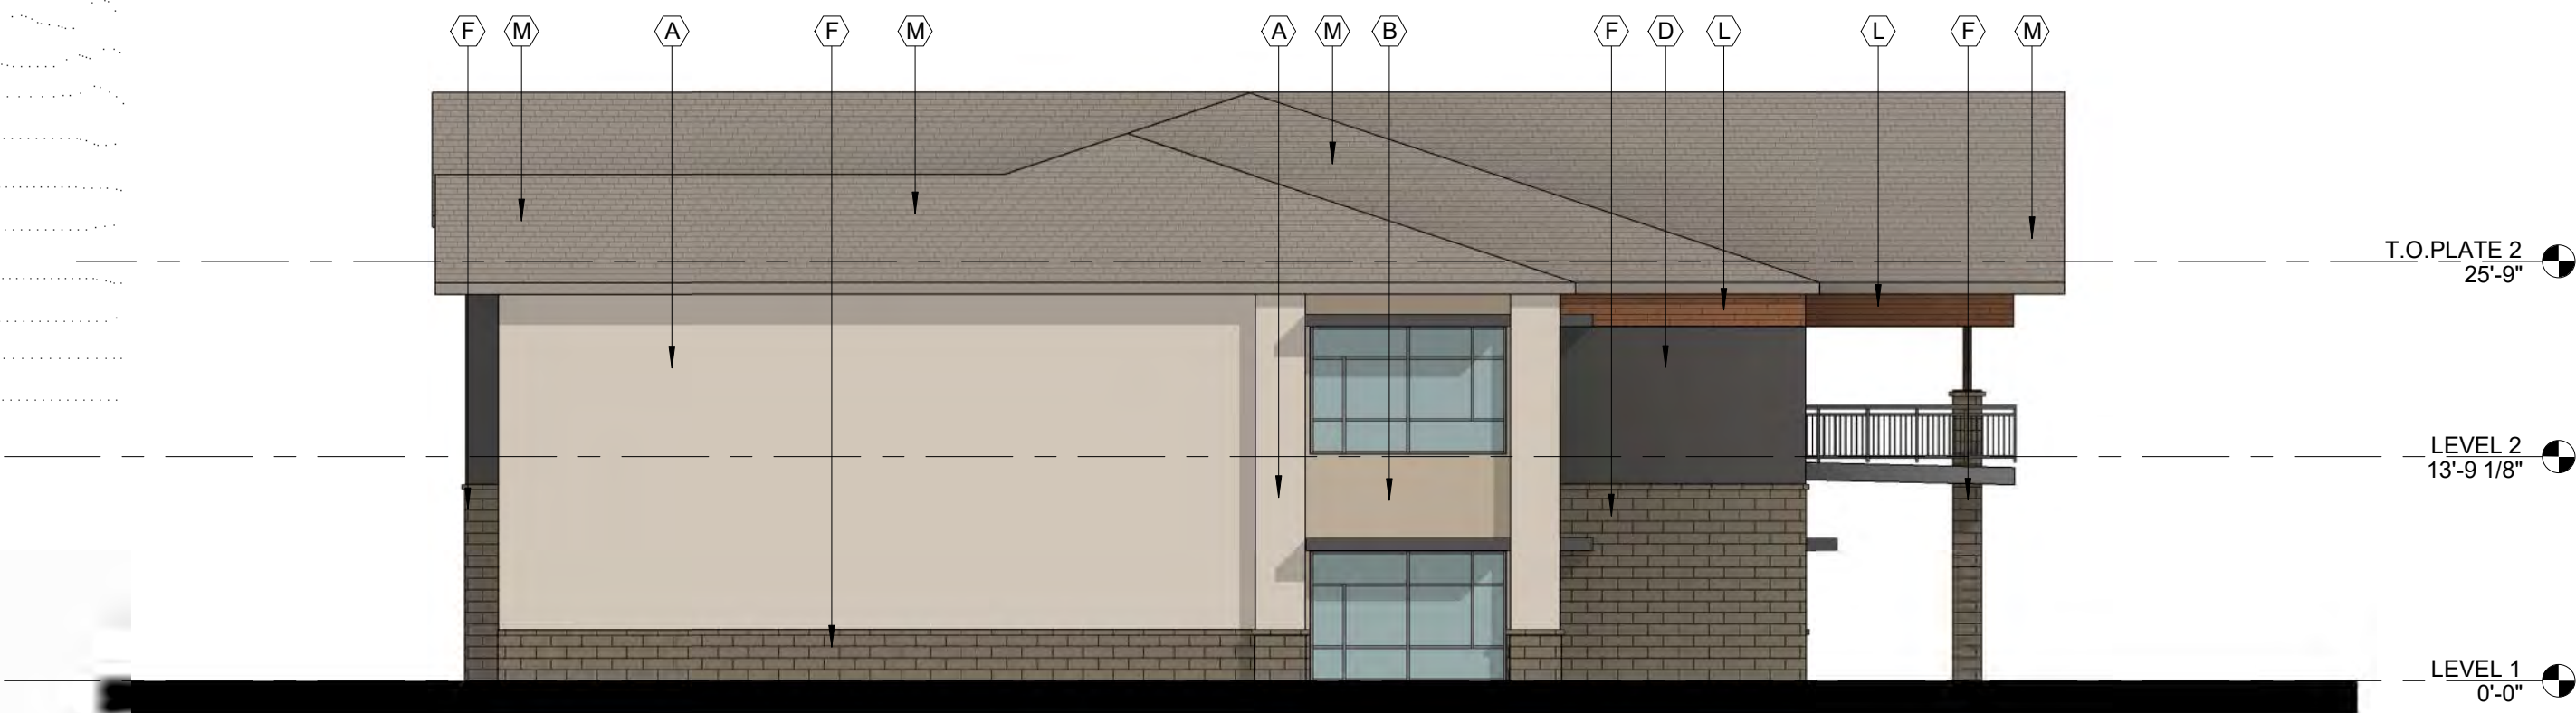 F M A F M A M B F D L L F M
T.O.PLATE 2
25'-9"
LEVEL 2
13'-9 1/8"
LEVEL 1
0'-0"